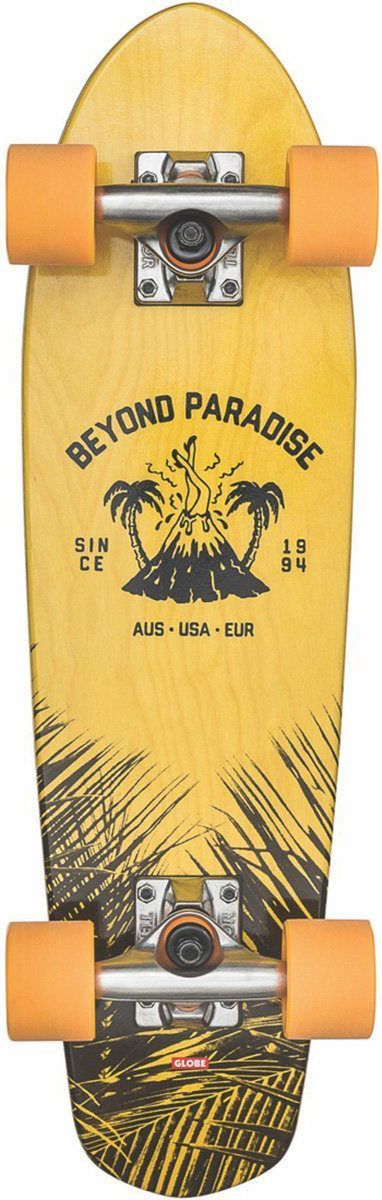 BEYOND PARADISE
SIN 19
CE 94
AUS · USA · EUR
GLOBE